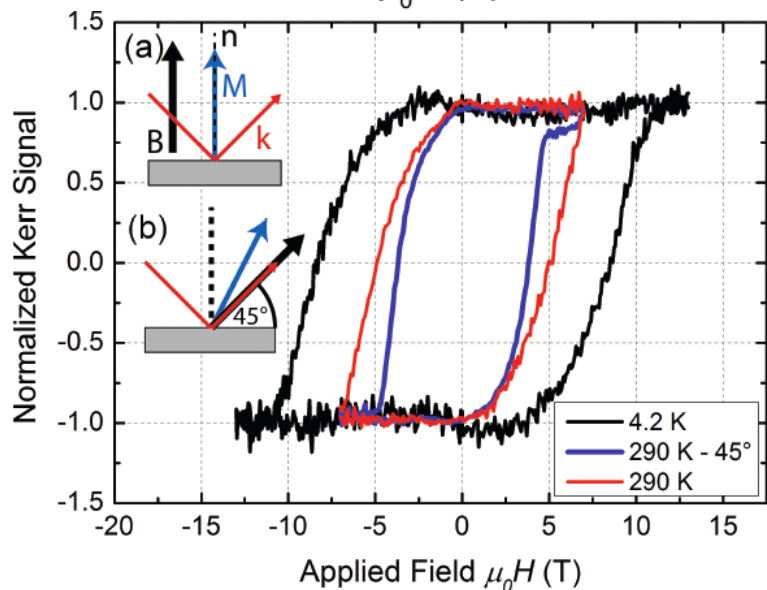 1.5
1.0
0.5
0.0
-0.5
-1.0
-1.5
Normalized Kerr Signal
(a)
n
M
B
k
(b)
45°
4.2 K
290 K - 45°
290 K
-20 -15 -10 -5 0 5 10 15
Applied Field μ₀H (T)